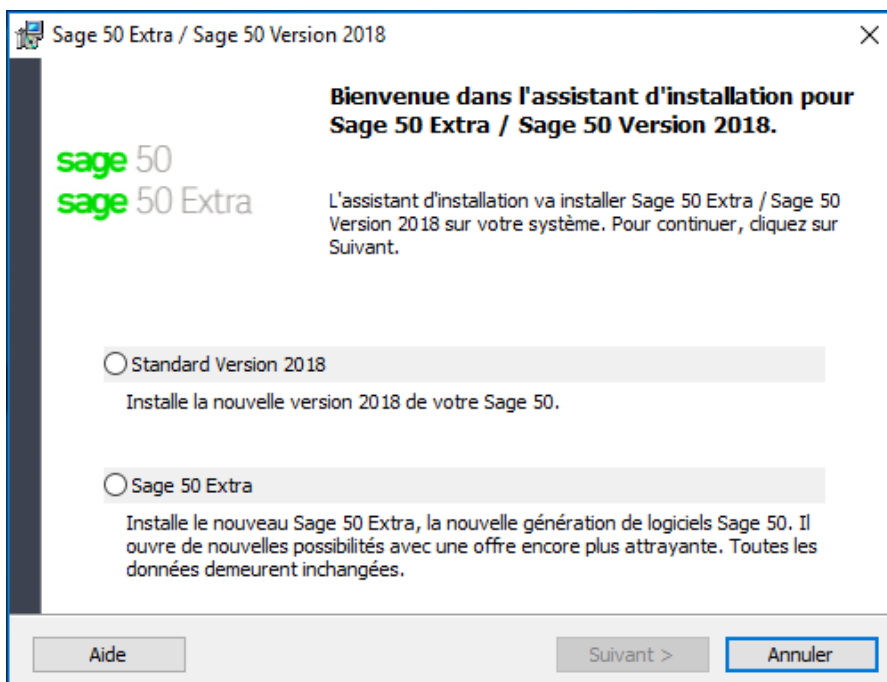 Sage 50 Extra / Sage 50 Version 2018
Bienvenue dans l'assistant d'installation pour
Sage 50 Extra / Sage 50 Version 2018.
sage 50
sage 50 Extra
L'assistant d'installation va installer Sage 50 Extra / Sage 50
Version 2018 sur votre système. Pour continuer, cliquez sur
Suivant.
Standard Version 2018
Installe la nouvelle version 2018 de votre Sage 50.
Sage 50 Extra
Installe le nouveau Sage 50 Extra, la nouvelle génération de logiciels Sage 50. Il
ouvre de nouvelles possibilités avec une offre encore plus attrayante. Toutes les
données demeurent inchangées.
Aide
Suivant >
Annuler